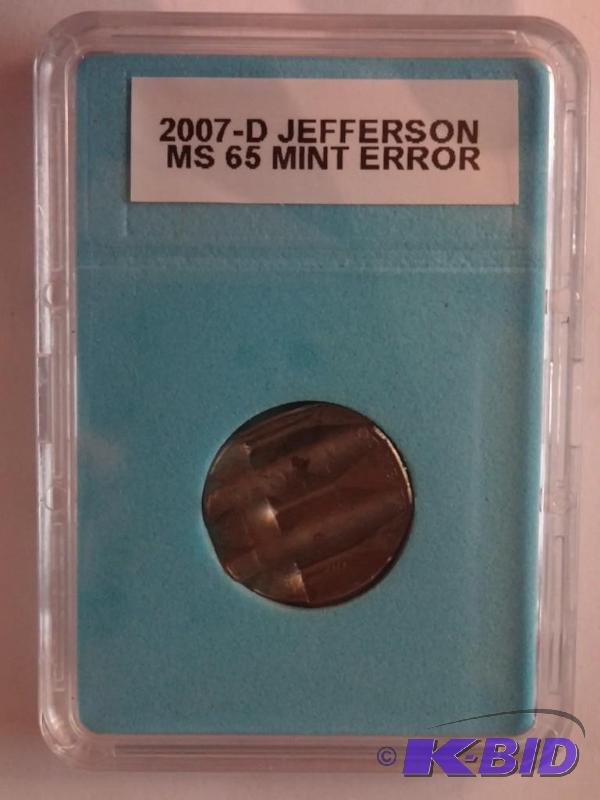 2007-D JEFFERSON
MS 65 MINT ERROR
© K-BID